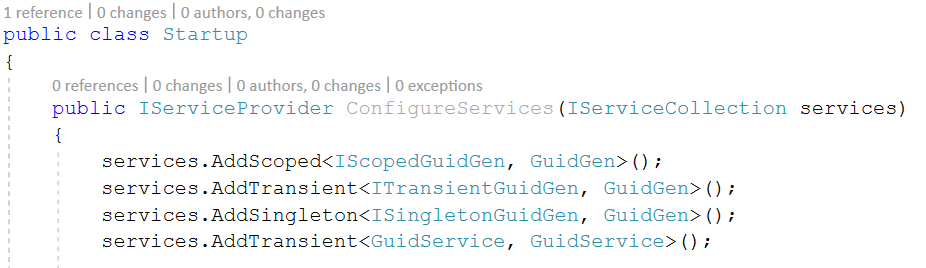 1 reference | 0 changes | 0 authors, 0 changes
public class Startup
{
0 references | 0 changes | 0 authors, 0 changes | 0 exceptions
public IServiceProvider ConfigureServices(IServiceCollection services)
{
services.AddScoped<IScopedGuidGen, GuidGen>();
services.AddTransient<ITransientGuidGen, GuidGen>();
services.AddSingleton<ISingletonGuidGen, GuidGen>();
services.AddTransient<GuidService, GuidService>();